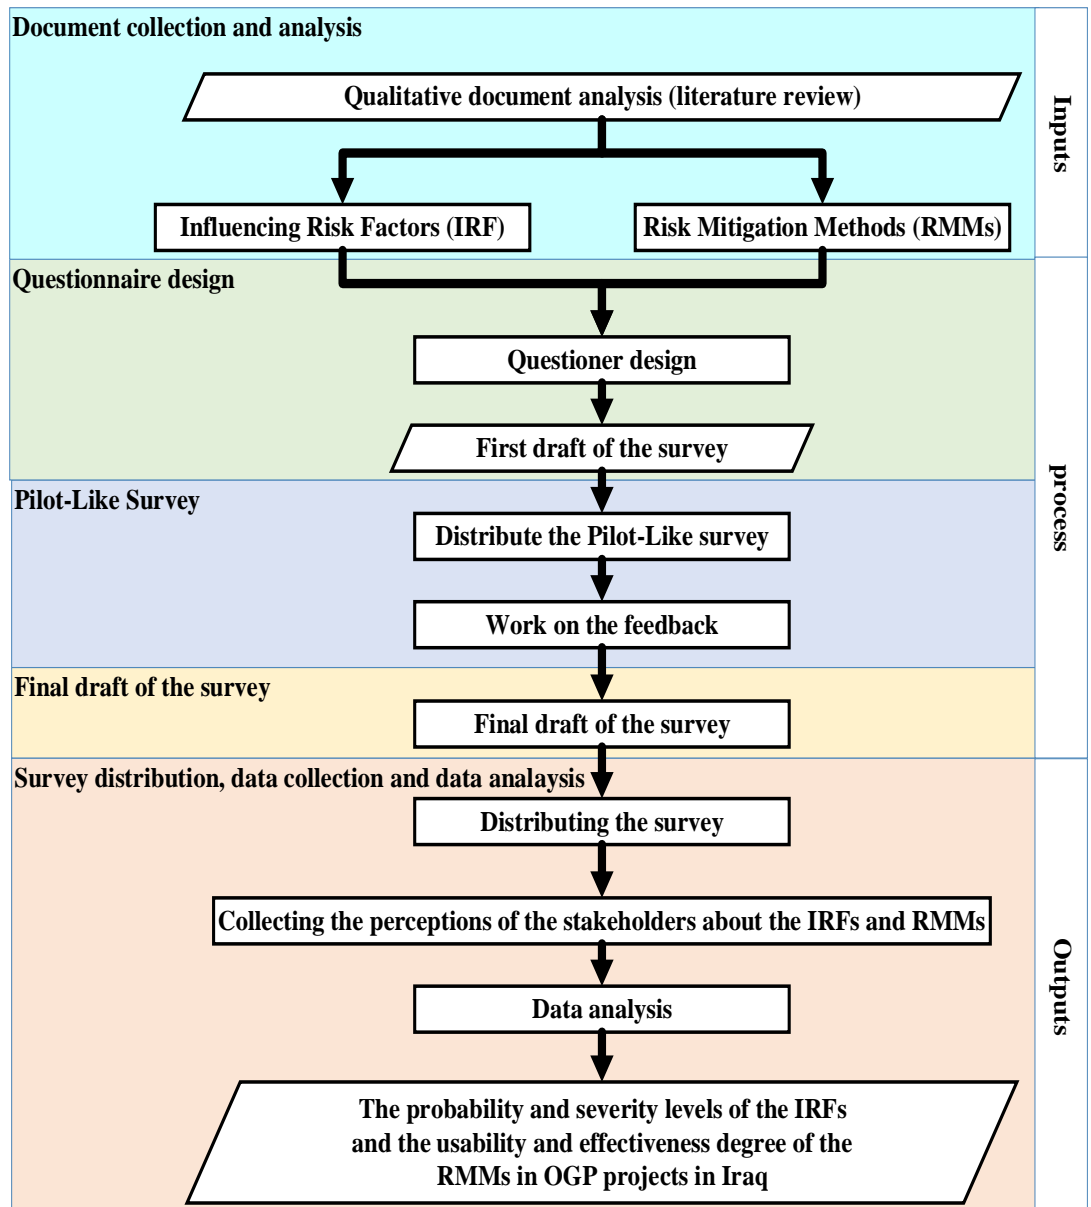 Document collection and analysis
Qualitative document analysis (literature review)
Influencing Risk Factors (IRF)
Risk Mitigation Methods (RMMs)
Inputs
Questionnaire design
Questioner design
First draft of the survey
Pilot-Like Survey
Distribute the Pilot-Like survey
Work on the feedback
Final draft of the survey
Final draft of the survey
process
Survey distribution, data collection and data analaysis
Distributing the survey
Collecting the perceptions of the stakeholders about the IRFs and RMMs
Data analysis
The probability and severity levels of the IRFs
and the usability and effectiveness degree of the
RMMs in OGP projects in Iraq
Outputs